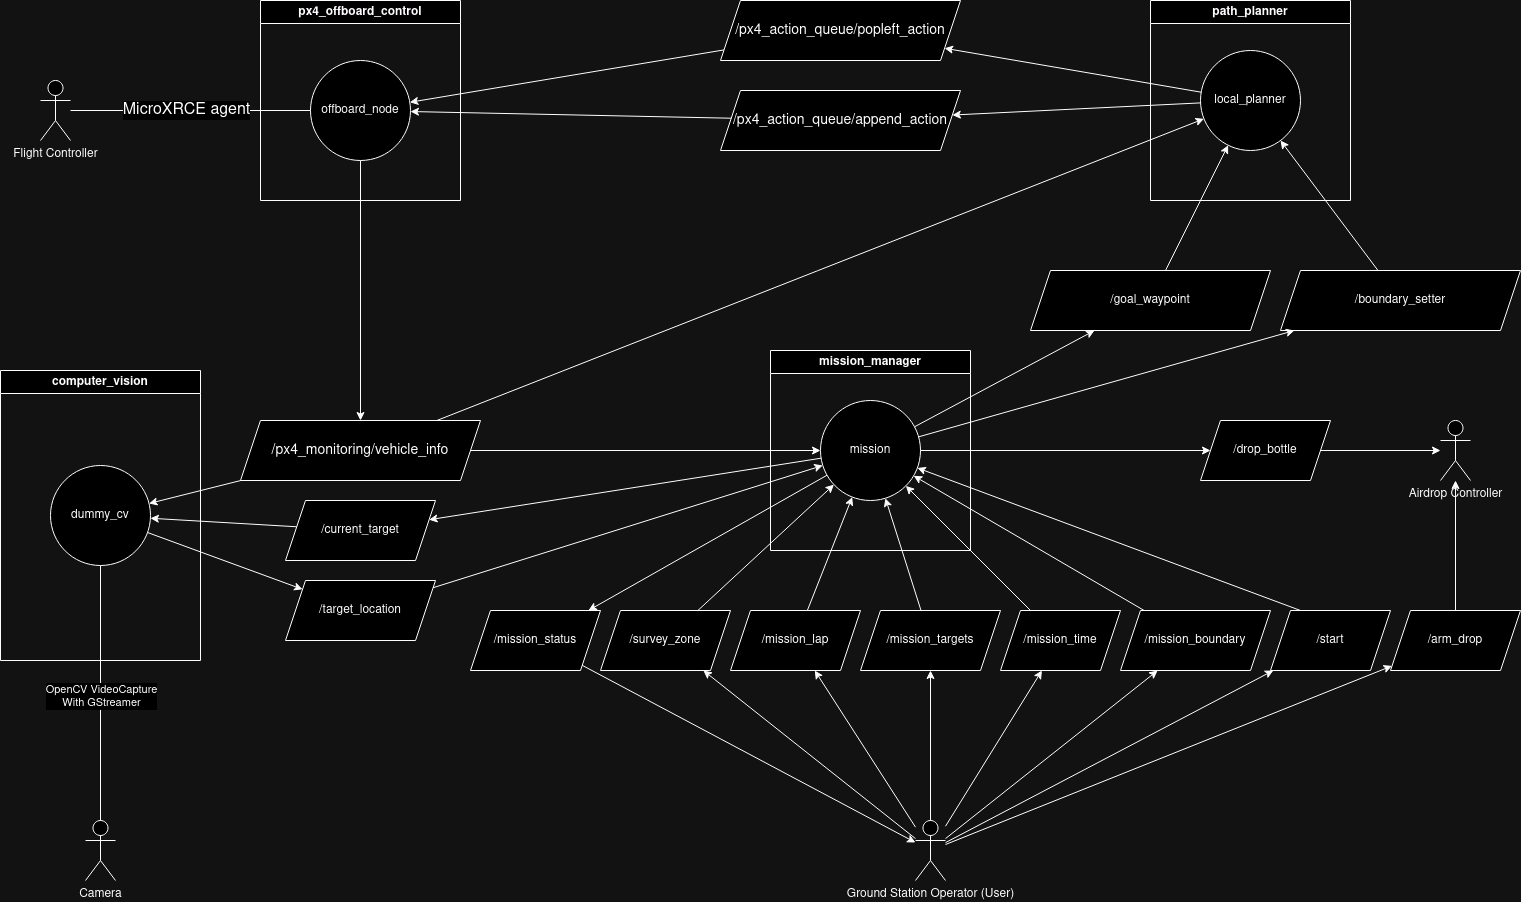 px4_offboard_control
/px4_action_queue/popleft_action
path_planner
offboard_node
local_planner
MicroXRCE agent
/px4_action_queue/append_action
Flight Controller
/goal_waypoint
/boundary_setter
mission_manager
computer_vision
/px4_monitoring/vehicle_info
mission
/drop_bottle
Airdrop Controller
dummy_cv
/current_target
/target_location
/mission_status
/survey_zone
/mission_lap
/mission_targets
/mission_time
/mission_boundary
/start
/arm_drop
OpenCV VideoCapture
With GStreamer
Camera
Ground Station Operator (User)